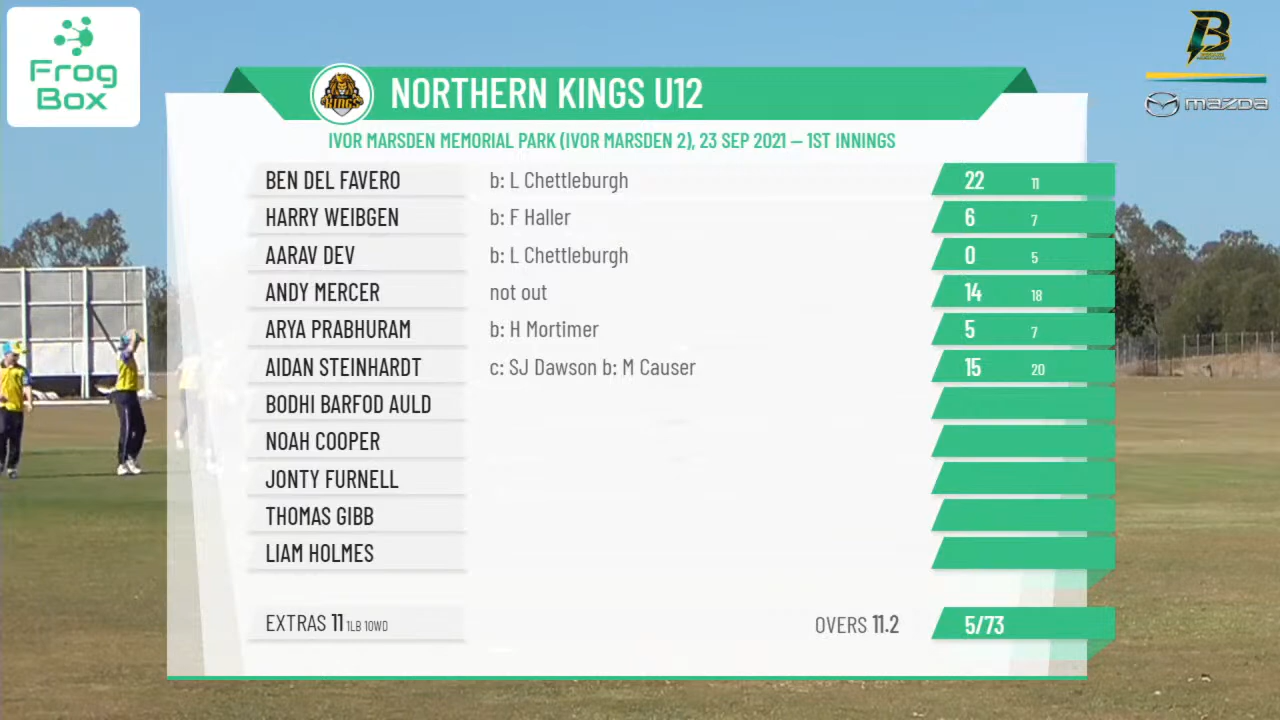 Frog
Box
B
mazda
KINGS
NORTHERN KINGS U12
IVOR MARSDEN MEMORIAL PARK (IVOR MARSDEN 2), 23 SEP 2021 – 1ST INNINGS
BEN DEL FAVERO b: L Chettleburgh 22 11
HARRY WEIBGEN b: F Haller 6 7
AARAV DEV b: L Chettleburgh 0 5
ANDY MERCER not out 14 18
ARYA PRABHURAM b: H Mortimer 5 7
AIDAN STEINHARDT c: SJ Dawson b: M Causer 15 20
BODHI BARFOD AULD
NOAH COOPER
JONTY FURNELL
THOMAS GIBB
LIAM HOLMES
EXTRAS 11 1LB 10WD OVERS 11.2 5/73